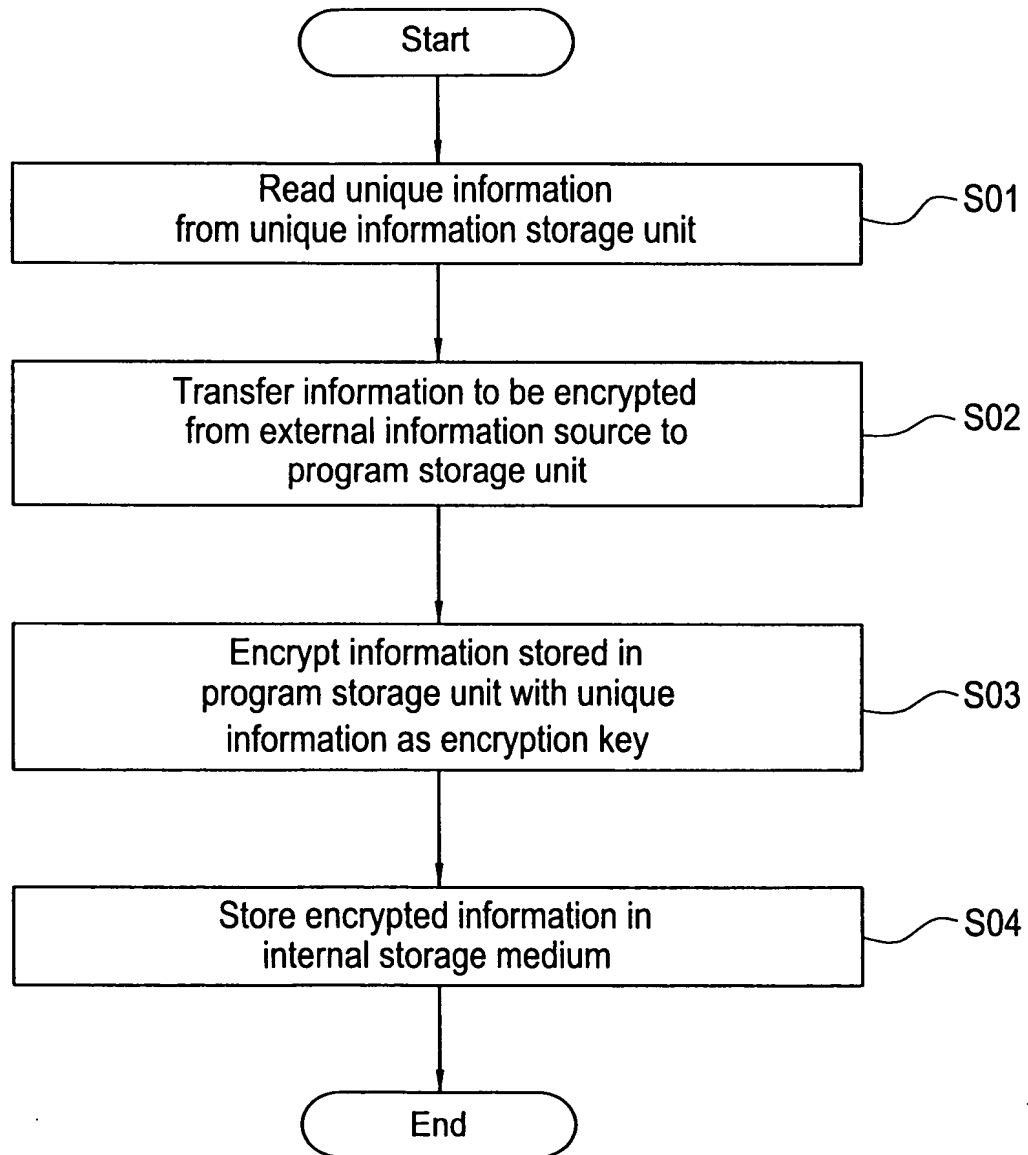 Start
Read unique information
from unique information storage unit
S01
Transfer information to be encrypted
from external information source to
program storage unit
S02
Encrypt information stored in
program storage unit with unique
information as encryption key
S03
Store encrypted information in
internal storage medium
S04
End